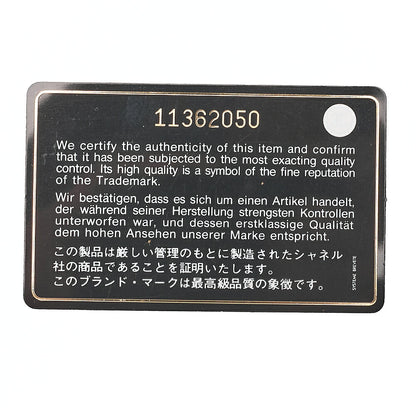 11362050
We certify the authenticity of this item and confirm
that it has been subjected to the most exacting quality
control. Its high quality is a symbol of the fine reputation
of the Trademark.
Wir bestätigen, dass es sich um einen Artikel handelt,
der während seiner Herstellung strengsten Kontrollen
unterworfen war, und dessen erstklassige Qualität
dem hohen Ansehen unserer Marke entspricht.
この製品は厳しい管理のもとに製造されたシャネル
社の商品であることを証明いたします。
このブランド・マークは最高級品質の象徴です。